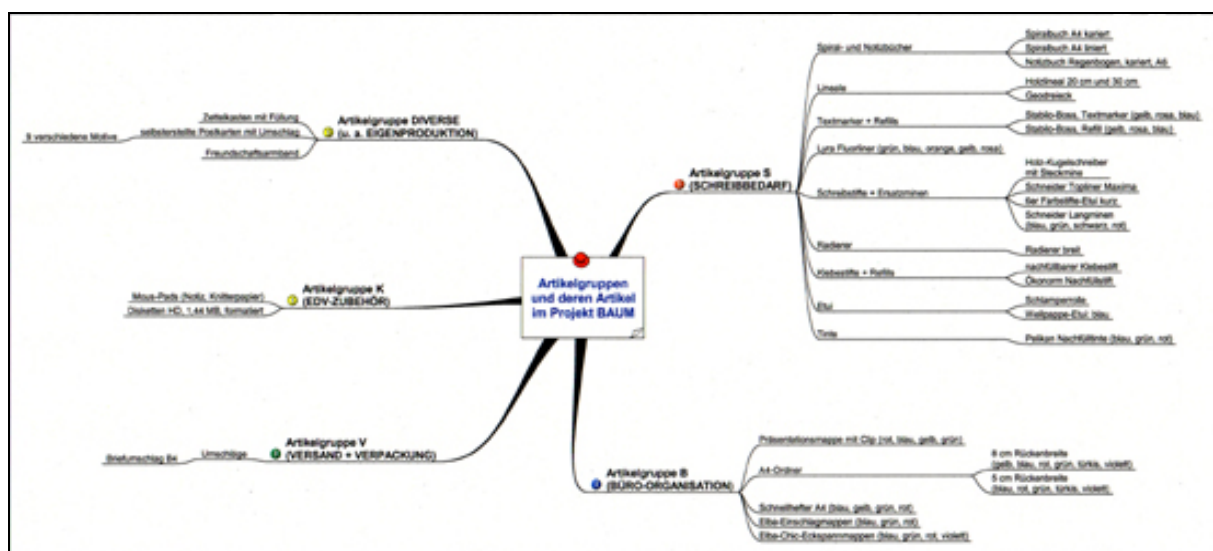 Artikelgruppen
und deren Artikel
im Projekt BAUM
Artikelgruppe DIVERSE
(u. a. EIGENPRODUKTION)
Zettelkasten mit Füllung
selbsterstellte Postkarten mit Umschlag
9 verschiedene Motive
Freundschaftsarmband
Artikelgruppe K
(EDV-ZUBEHÖR)
Mous-Pads (Notiz, Knitterpapier)
Disketten HD, 1,44 MB, formatiert
Artikelgruppe V
(VERSAND + VERPACKUNG)
Umschläge
Briefumschlag B4
Artikelgruppe S
(SCHREIBBEDARF)
Spiral- und Notizbücher
Spiralbuch A4 kariert
Spiralbuch A4 liniert
Notizbuch Regenbogen, kariert, A6
Lineale
Holzlineal 20 cm und 30 cm
Geodreieck
Textmarker + Refills
Stabilo-Boss, Textmarker (gelb, rosa, blau)
Stabilo-Boss, Refill (gelb, rosa, blau)
Lyra Fluorliner (grün, blau, orange, gelb, rosa)
Schreibstifte + Ersatzminen
Holz-Kugelschreiber
mit Steckmine
Schneider Topliner Maxima
6er Farbstifte-Etui kurz
Schneider Langminen
(blau, grün, schwarz, rot)
Radierer
Radierer breit
Klebestifte + Refills
nachfüllbarer Klebestift
Ökonorm Nachfüllstift
Etui
Schlamperrolle
Wellpappe-Etui: blau
Tinte
Pelikan Nachfülltinte (blau, grün, rot)
Artikelgruppe B
(BÜRO-ORGANISATION)
Präsentationsmappe mit Clip (rot, blau, gelb, grün)
A4-Ordner
8 cm Rückenbreite
(gelb, blau, rot, grün, türkis, violett)
5 cm Rückenbreite
(blau, rot, grün, türkis, violett)
Schnellhefter A4 (blau, gelb, grün, rot)
Elba-Einschlagmappen (blau, grün, rot)
Elba-Chic-Eckspannmappen (blau, grün, rot, violett)